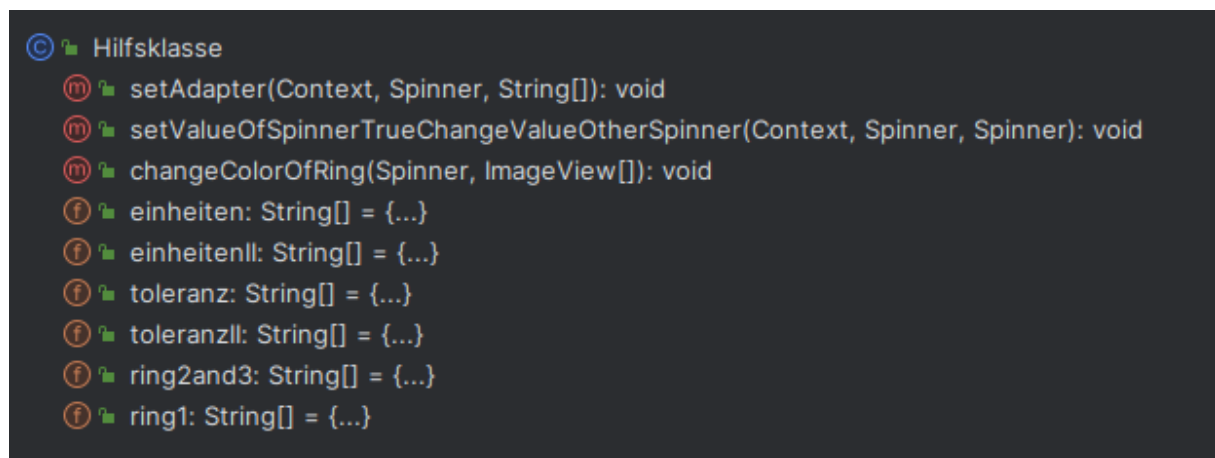 C Hilfsklasse
m setAdapter(Context, Spinner, String[]): void
m setValueOfSpinnerTrueChangeValueOtherSpinner(Context, Spinner, Spinner): void
m changeColorOfRing(Spinner, ImageView[]): void
f einheiten: String[] = {...}
f einheitenII: String[] = {...}
f toleranz: String[] = {...}
f toleranzII: String[] = {...}
f ring2and3: String[] = {...}
f ring1: String[] = {...}